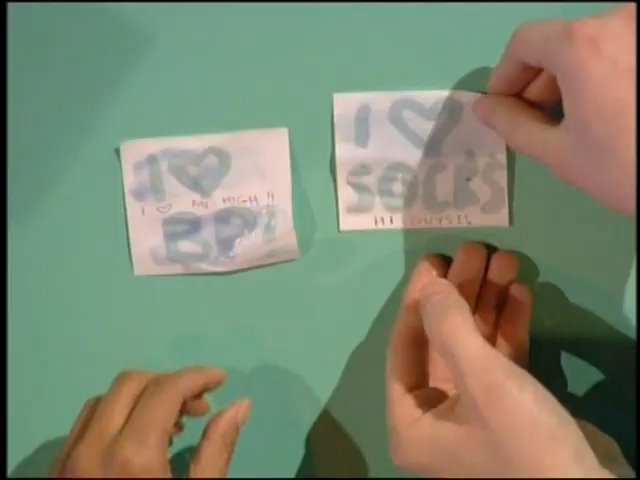 I ♡
I ♡ MI HIGH!!
BP!
I ♡
SOCKS
HI GUYS!!